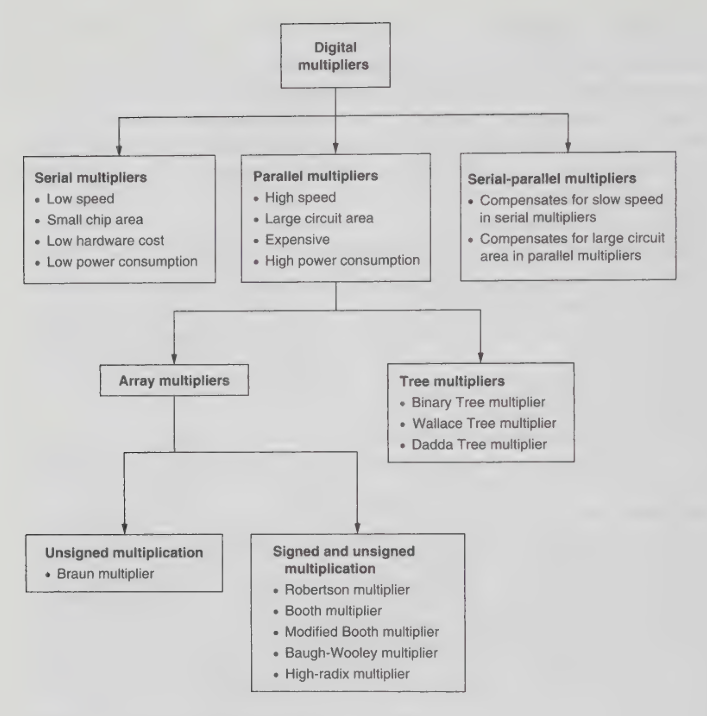 Digital
multipliers
Serial multipliers
• Low speed
• Small chip area
• Low hardware cost
• Low power consumption
Parallel multipliers
• High speed
• Large circuit area
• Expensive
• High power consumption
Serial-parallel multipliers
• Compensates for slow speed
in serial multipliers
• Compensates for large circuit
area in parallel multipliers
Array multipliers
Tree multipliers
• Binary Tree multiplier
• Wallace Tree multiplier
• Dadda Tree multiplier
Unsigned multiplication
• Braun multiplier
Signed and unsigned
multiplication
• Robertson multiplier
• Booth multiplier
• Modified Booth multiplier
• Baugh-Wooley multiplier
• High-radix multiplier